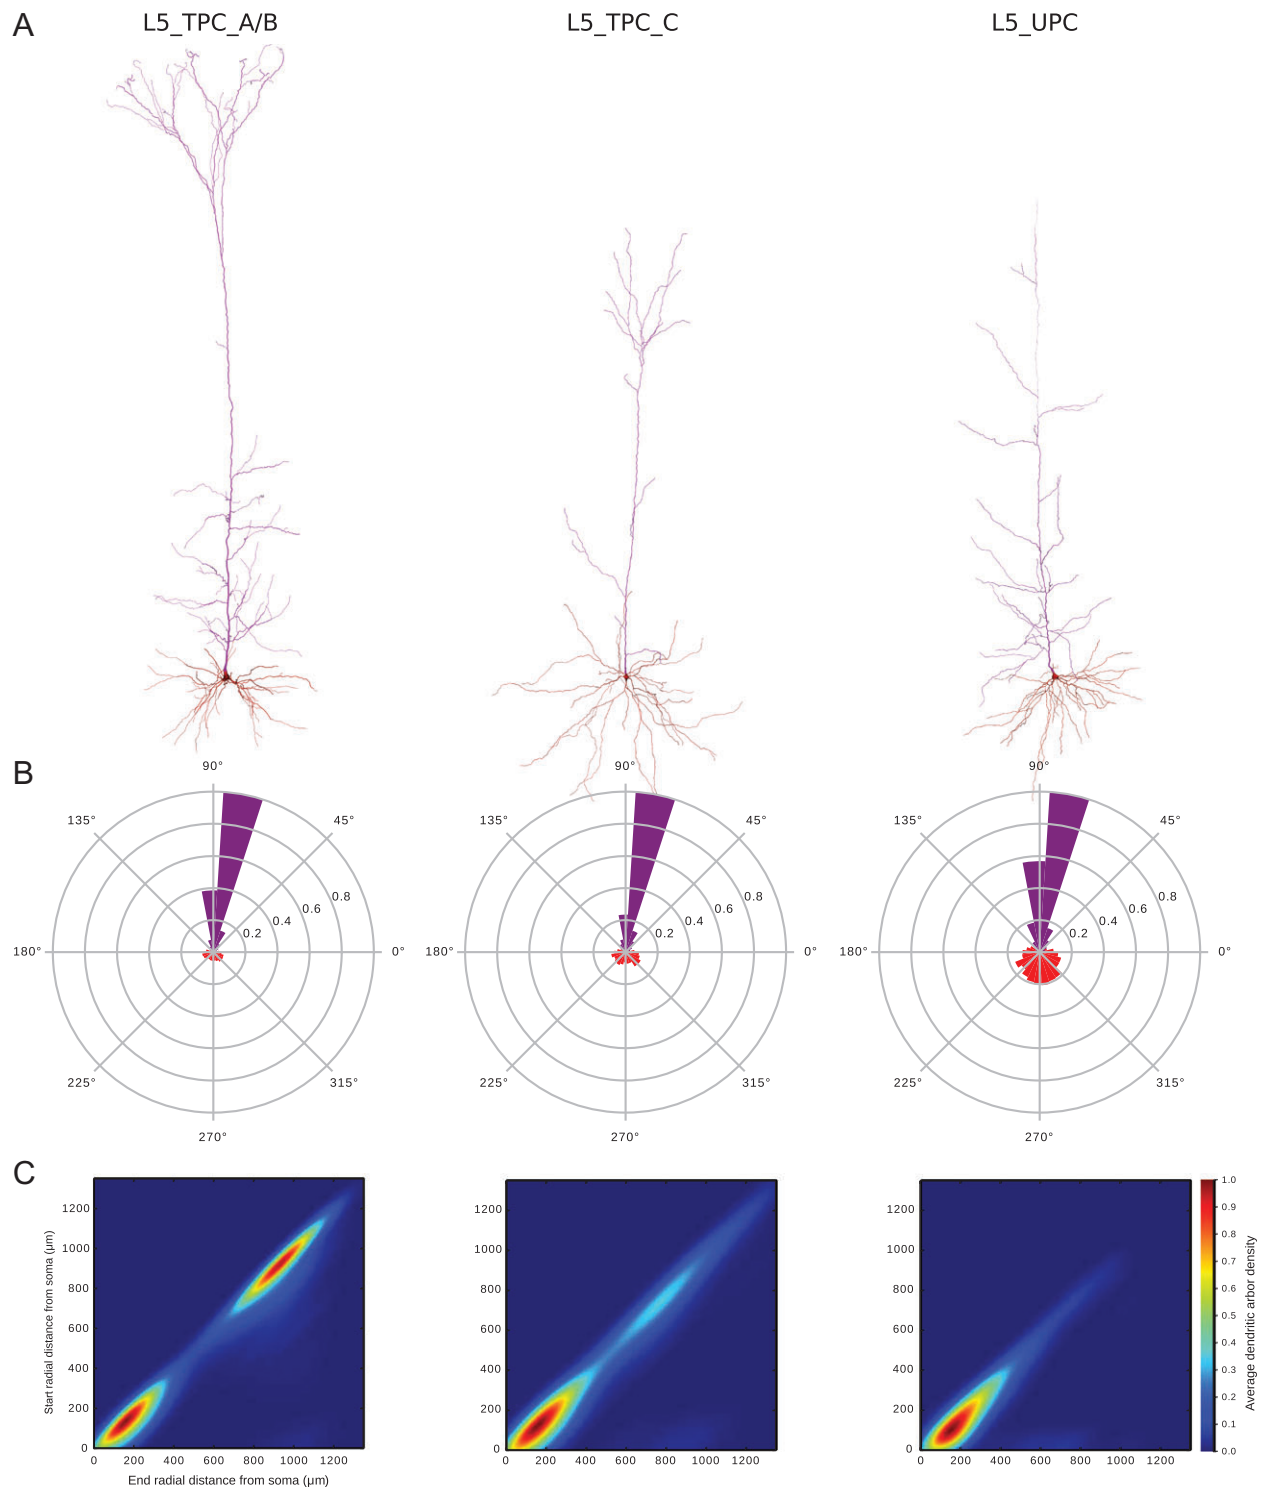 A
L5_TPC_A/B L5_TPC_C L5_UPC
B
90° 90° 90°
135° 45° 135° 45° 135° 45°
0.8 0.8 0.8
0.6 0.6 0.6
0.4 0.4 0.4
0.2 0.2 0.2
180° 0° 180° 0° 180° 0°
225° 315° 225° 315° 225° 315°
270° 270° 270°
C
Start radial distance from soma (µm)
1200
1000
800
600
400
200
0
0 200 400 600 800 1000 1200
End radial distance from soma (µm)
1200
1000
800
600
400
200
0
0 200 400 600 800 1000 1200
1200
1000
800
600
400
200
0
0 200 400 600 800 1000 1200
1.0
0.9
0.8
0.7
0.6
0.5
0.4
0.3
0.2
0.1
0.0
Average dendritic arbor density